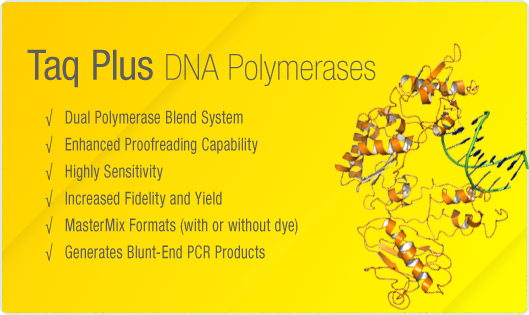 Taq Plus DNA Polymerases
√ Dual Polymerase Blend System
√ Enhanced Proofreading Capability
√ Highly Sensitivity
√ Increased Fidelity and Yield
√ MasterMix Formats (with or without dye)
√ Generates Blunt-End PCR Products